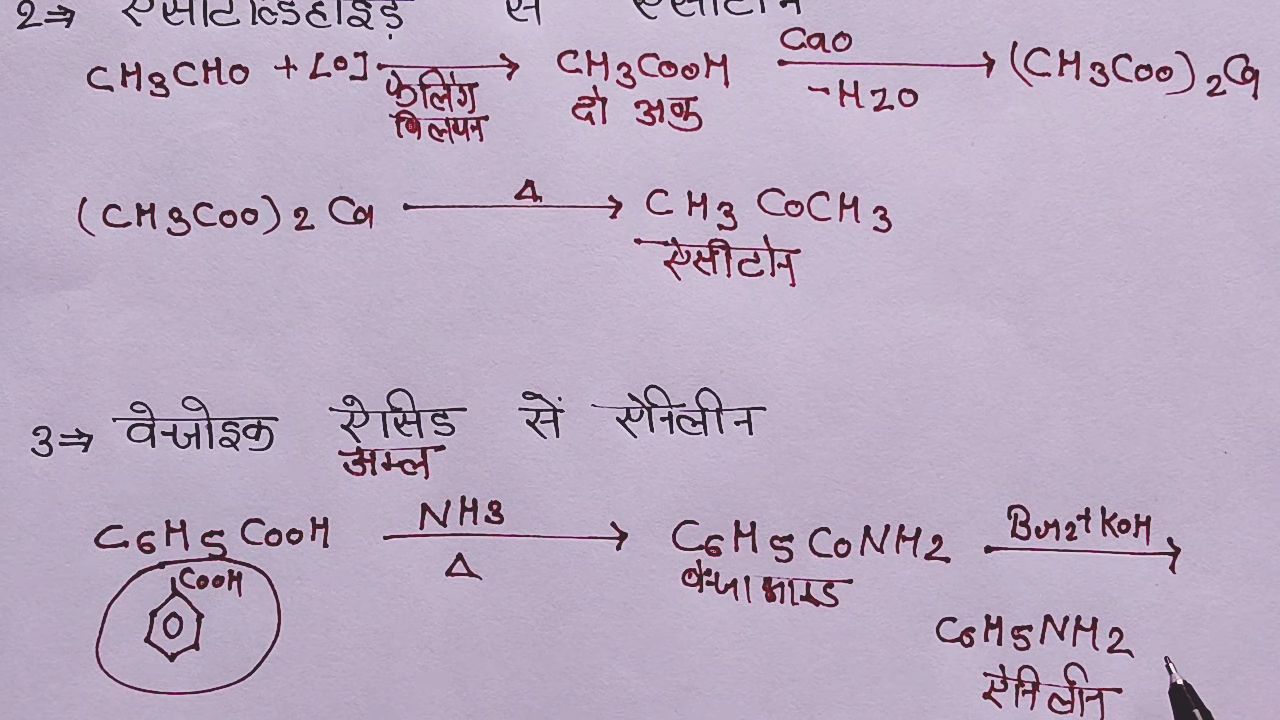 2⇒ ऐसीटाल्डिहाइड से ऐसीटोन
CH3CHO + [O] → CH3COOH CaO → (CH3COO)2Ca
फेलिंग विलयन दो अणु -H2O
(CH3COO)2Ca Δ → CH3COCH3
ऐसीटोन
3⇒ वेन्जोइक ऐसिड सें ऐनिलीन
अम्ल
C6H5COOH NH3 → C6H5CONH2 Br2+KOH →
Δ वेन्जामाइड
COOH
C6H5NH2
ऐनिलीन